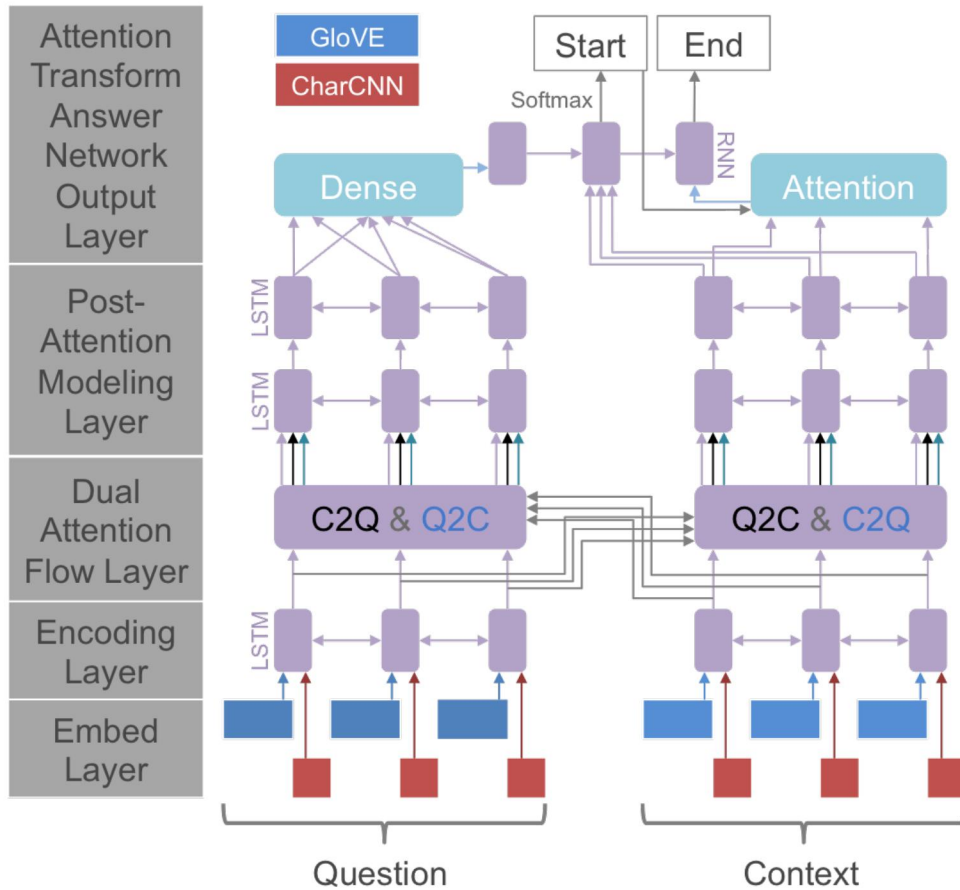 Attention
Transform
Answer
Network
Output
Layer
Post-
Attention
Modeling
Layer
Dual
Attention
Flow Layer
Encoding
Layer
Embed
Layer
GloVE
CharCNN
Start
End
Softmax
RNN
Dense
Attention
LSTM
LSTM
C2Q & Q2C
Q2C & C2Q
LSTM
Question
Context